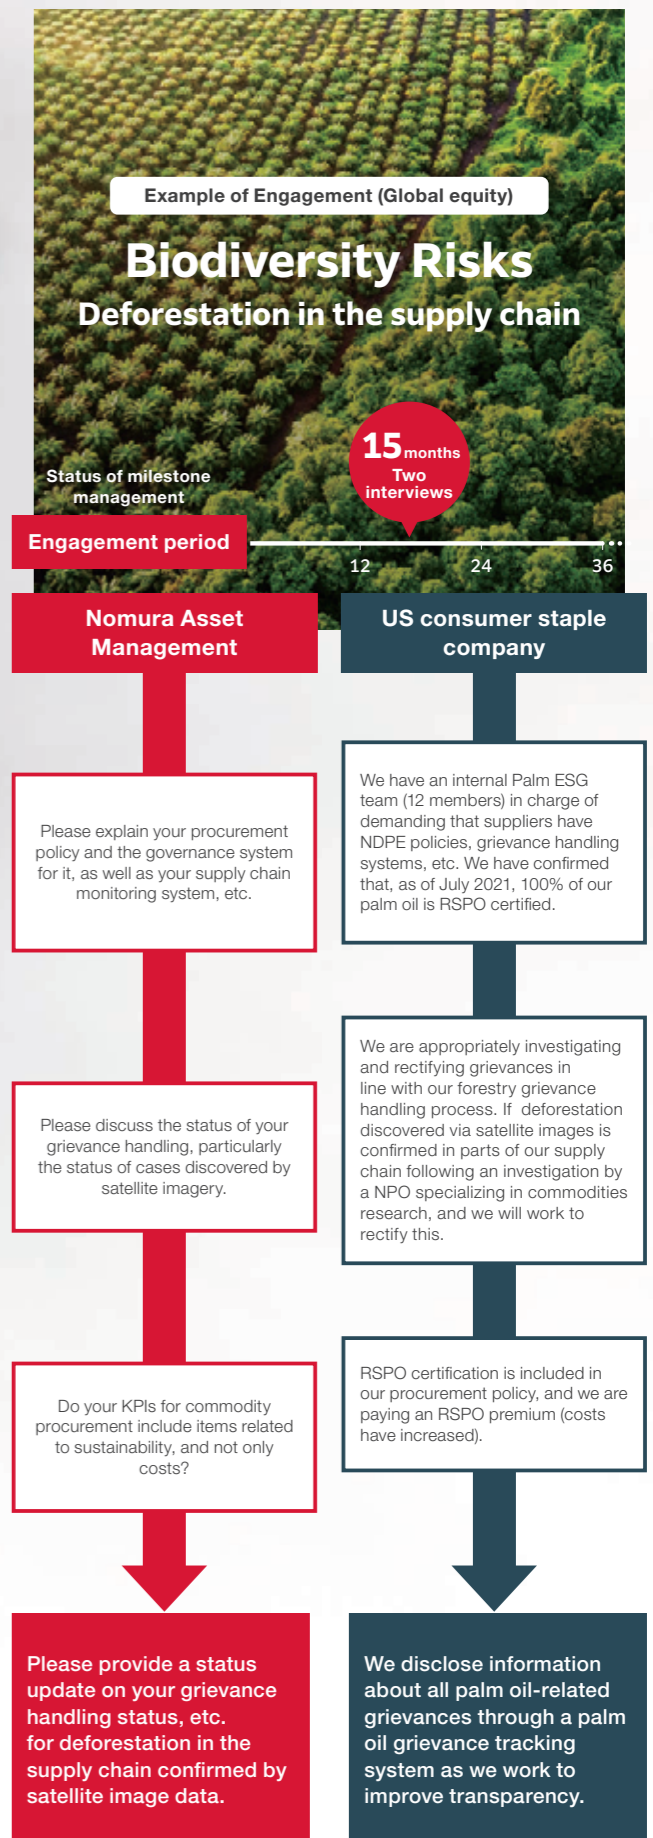 Example of Engagement (Global equity)
Biodiversity Risks
Deforestation in the supply chain
15 months
Two
interviews
Status of milestone
management
Engagement period
12
24
36
Nomura Asset
Management
Please explain your procurement
policy and the governance system
for it, as well as your supply chain
monitoring system, etc.
Please discuss the status of your
grievance handling, particularly
the status of cases discovered by
satellite imagery.
Do your KPIs for commodity
procurement include items related
to sustainability, and not only
costs?
Please provide a status
update on your grievance
handling status, etc.
for deforestation in the
supply chain confirmed by
satellite image data.
US consumer staple
company
We have an internal Palm ESG
team (12 members) in charge of
demanding that suppliers have
NDPE policies, grievance handling
systems, etc. We have confirmed
that, as of July 2021, 100% of our
palm oil is RSPO certified.
We are appropriately investigating
and rectifying grievances in
line with our forestry grievance
handling process. If  deforestation
discovered via satellite images is
confirmed in parts of our supply
chain following an investigation by
a NPO specializing in commodities
research, and we will work to
rectify this.
RSPO certification is included in
our procurement policy, and we are
paying an RSPO premium (costs
have increased).
We disclose information
about all palm oil-related
grievances through a palm
oil grievance tracking
system as we work to
improve transparency.